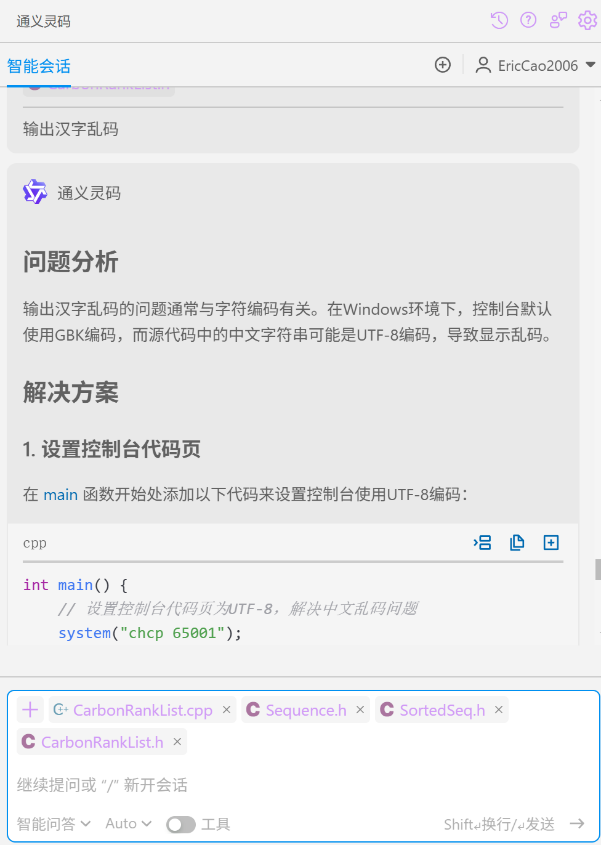 通义灵码
智能会话
EricCao2006
CarbonRankList.h
输出汉字乱码
通义灵码
问题分析
输出汉字乱码的问题通常与字符编码有关。在Windows环境下，控制台默认
使用GBK编码，而源代码中的中文字符串可能是UTF-8编码，导致显示乱码。
解决方案
1. 设置控制台代码页
在 main 函数开始处添加以下代码来设置控制台使用UTF-8编码：
cpp
int main() {
// 设置控制台代码页为UTF-8，解决中文乱码问题
system("chcp 65001");
CarbonRankList.cpp × Sequence.h × SortedSeq.h ×
CarbonRankList.h ×
继续提问或 “/” 新开会话
智能问答 Auto 工具 Shift↵换行/↵发送